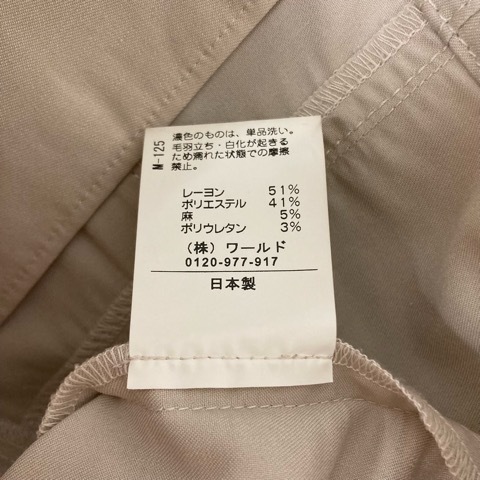 M-125
濃色のものは、単品洗い。
毛羽立ち・白化が起きる
ため濡れた状態での摩擦
禁止。
レーヨン 51%
ポリエステル 41%
麻 5%
ポリウレタン 3%
(株) ワールド
0120-977-917
日本製